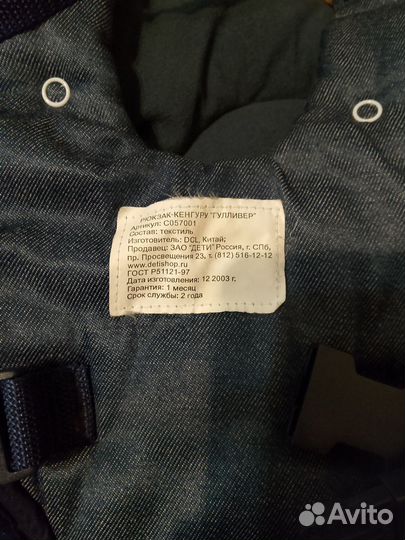 РЮКЗАК-КЕНГУРУ "ГУЛЛИВЕР"
Артикул: С057001
Состав: текстиль
Изготовитель: DCL, Китай;
Продавец: ЗАО "ДЕТИ" Россия, г. СПб,
пр. Просвещения 23, т. (812) 516-12-12
www.detishop.ru
ГОСТ Р51121-97
Дата изготовления: 12 2003 г,
Гарантия: 1 месяц
Срок службы: 2 года
Avito